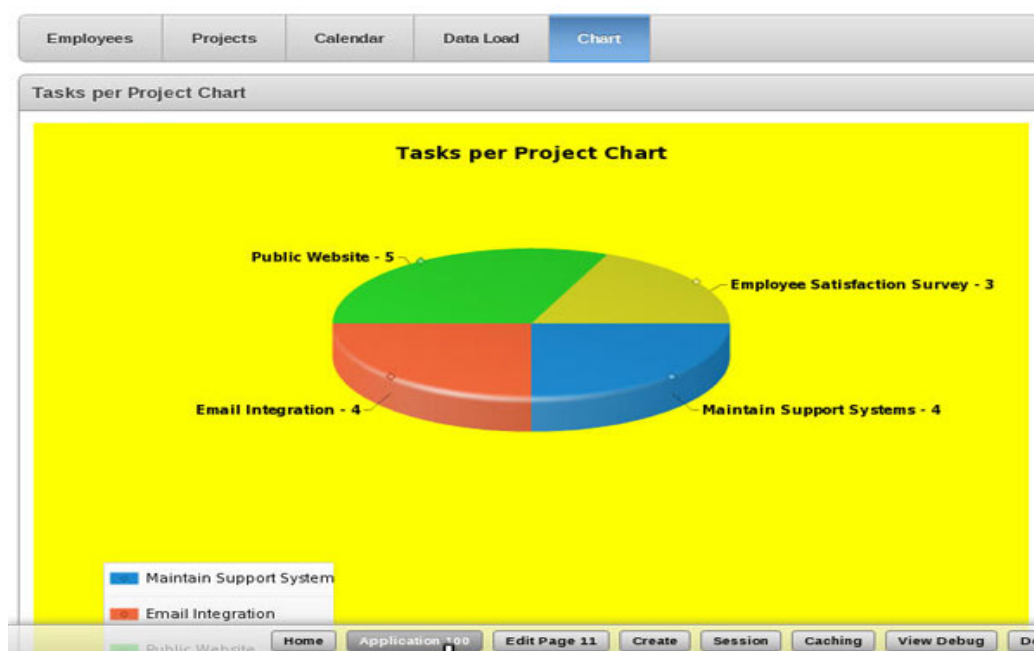 Employees Projects Calendar Data Load Chart
Tasks per Project Chart
Tasks per Project Chart
Public Website - 5
Employee Satisfaction Survey - 3
Email Integration - 4
Maintain Support Systems - 4
Maintain Support System
Email Integration
Public Website
Home Application 100 Edit Page 11 Create Session Caching View Debug